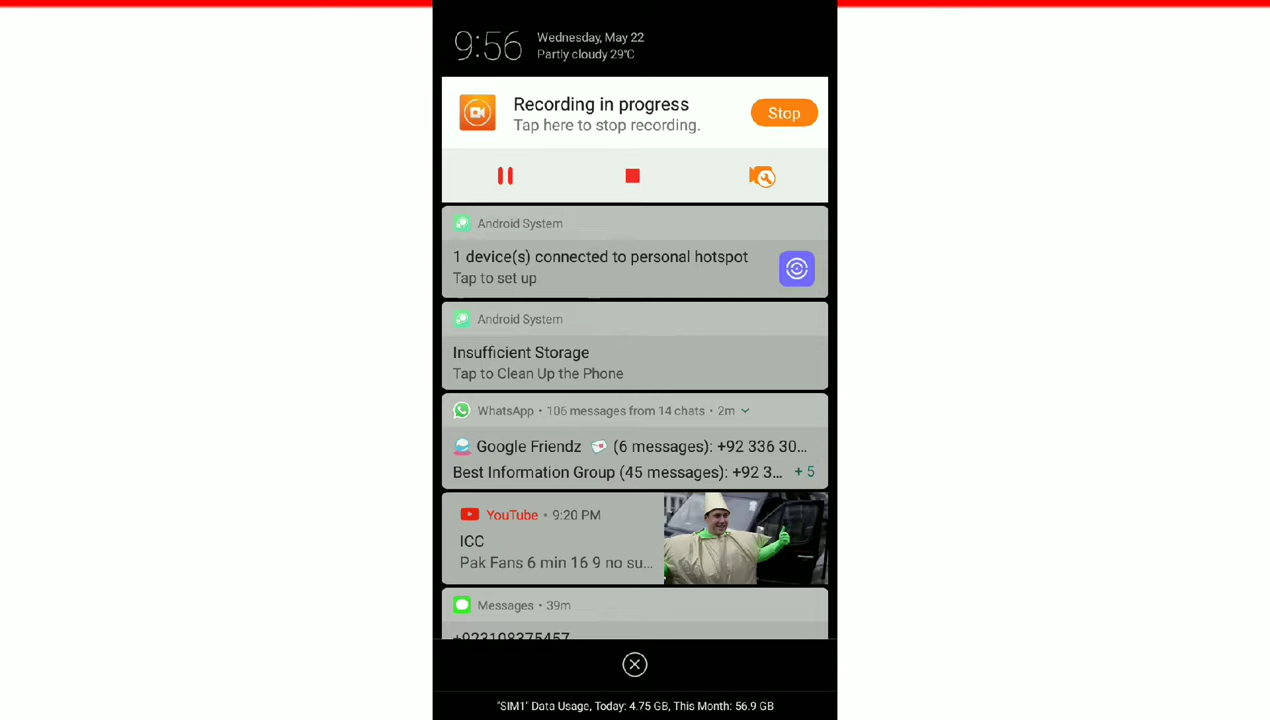 9:56
Wednesday, May 22
Partly cloudy 29°C
Recording in progress
Tap here to stop recording.
Stop
Android System
1 device(s) connected to personal hotspot
Tap to set up
Android System
Insufficient Storage
Tap to Clean Up the Phone
WhatsApp • 106 messages from 14 chats • 2m
Google Friendz (6 messages): +92 336 30...
Best Information Group (45 messages): +92 3... + 5
YouTube • 9:20 PM
ICC
Pak Fans 6 min 16 9 no su...
Messages • 39m
+923108375457
"SIM1" Data Usage, Today: 4.75 GB, This Month: 56.9 GB